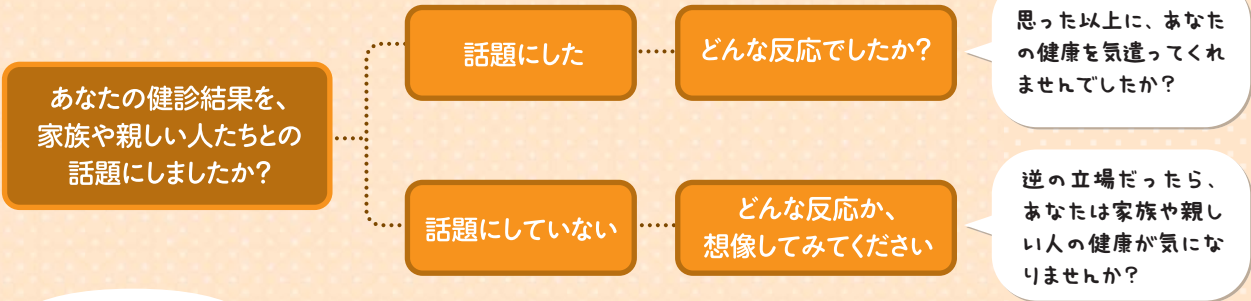 あなたの健診結果を、
家族や親しい人たちとの
話題にしましたか?
話題にした
どんな反応でしたか?
思った以上に、あなた
の健康を気遣ってくれ
ませんでしたか?
話題にしていない
どんな反応か、
想像してみてください
逆の立場だったら、
あなたは家族や親し
い人の健康が気にな
りませんか?